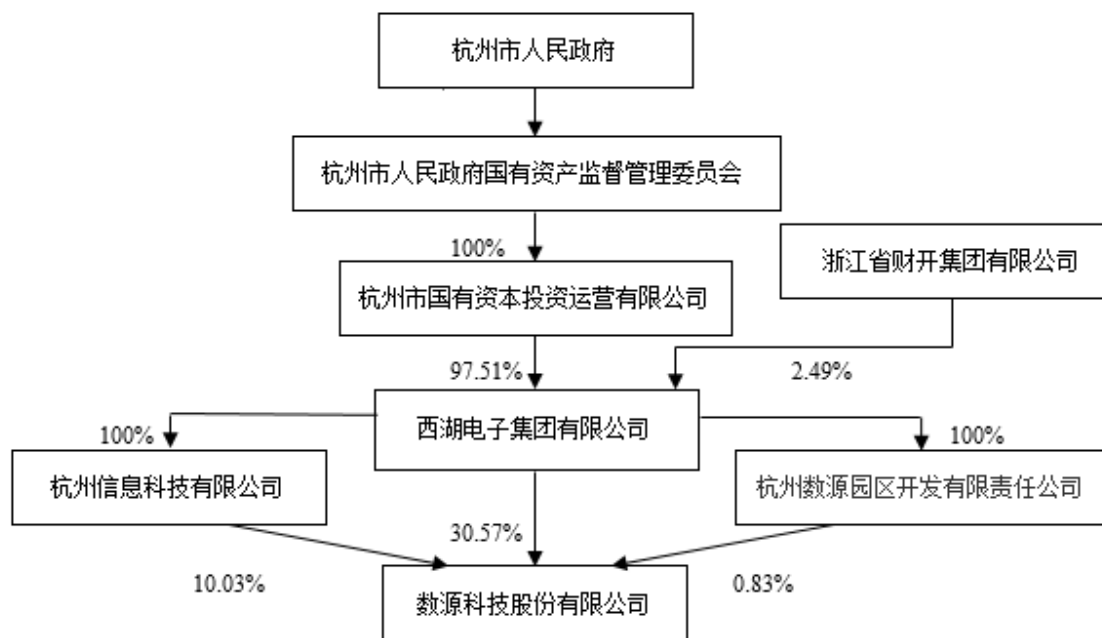 杭州市人民政府
杭州市人民政府国有资产监督管理委员会
100%
浙江省财开集团有限公司
杭州市国有资本投资运营有限公司
97.51%
2.49%
西湖电子集团有限公司
100%
100%
杭州信息科技有限公司
杭州数源园区开发有限责任公司
30.57%
10.03%
0.83%
数源科技股份有限公司